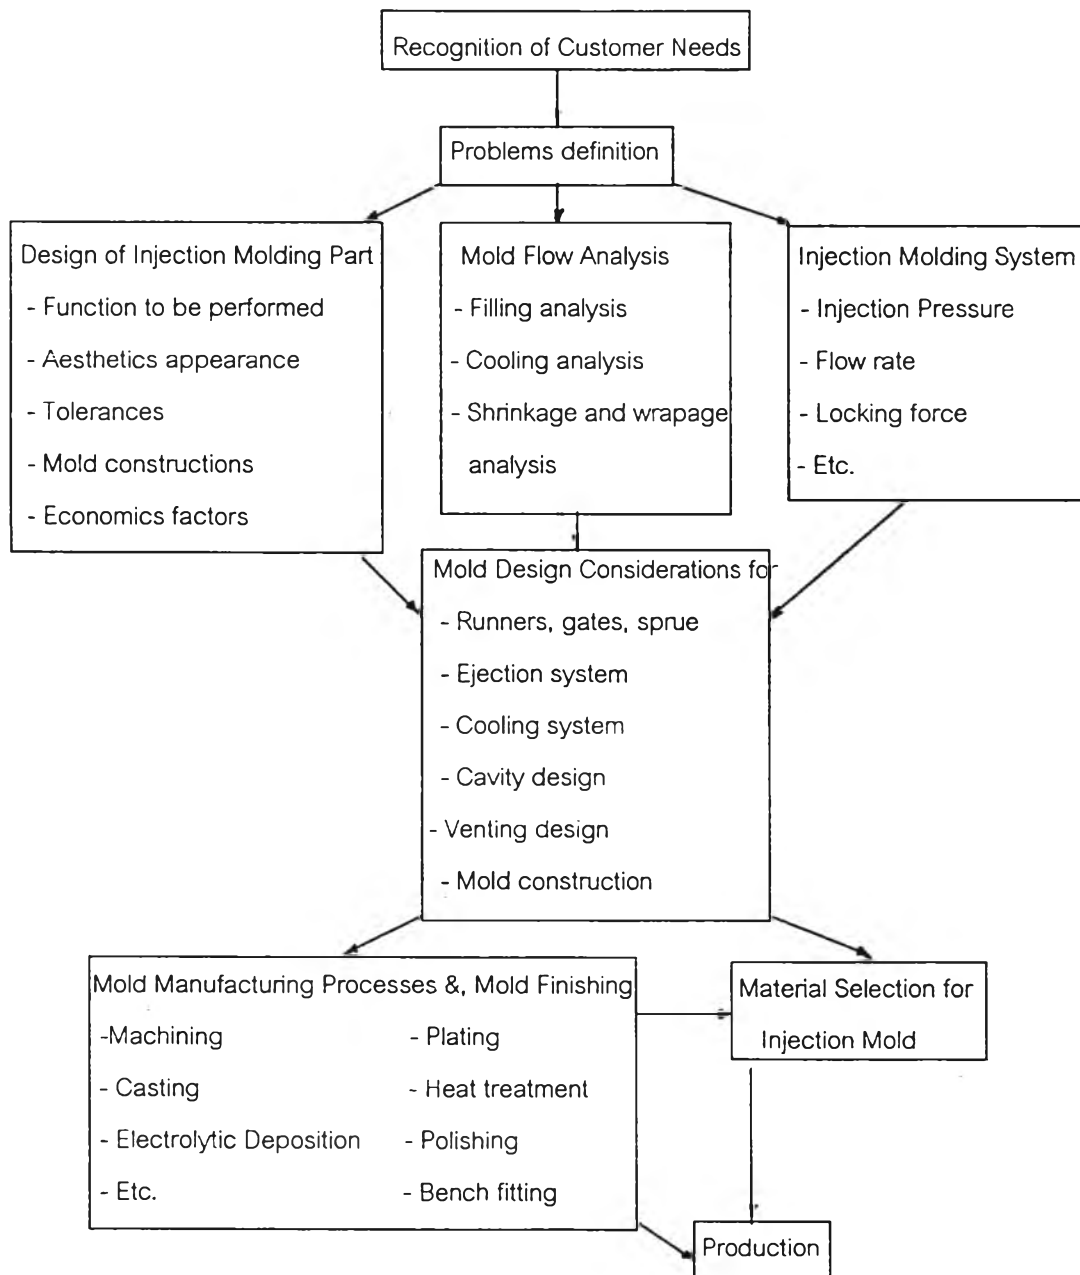 Recognition of Customer Needs
Problems definition
Design of Injection Molding Part
- Function to be performed
- Aesthetics appearance
- Tolerances
- Mold constructions
- Economics factors
Mold Flow Analysis
- Filling analysis
- Cooling analysis
- Shrinkage and wrapage
analysis
Injection Molding System
- Injection Pressure
- Flow rate
- Locking force
- Etc.
Mold Design Considerations for
- Runners, gates, sprue
- Ejection system
- Cooling system
- Cavity design
- Venting design
- Mold construction
Mold Manufacturing Processes &, Mold Finishing
-Machining - Plating
- Casting - Heat treatment
- Electrolytic Deposition - Polishing
- Etc. - Bench fitting
Material Selection for
Injection Mold
Production